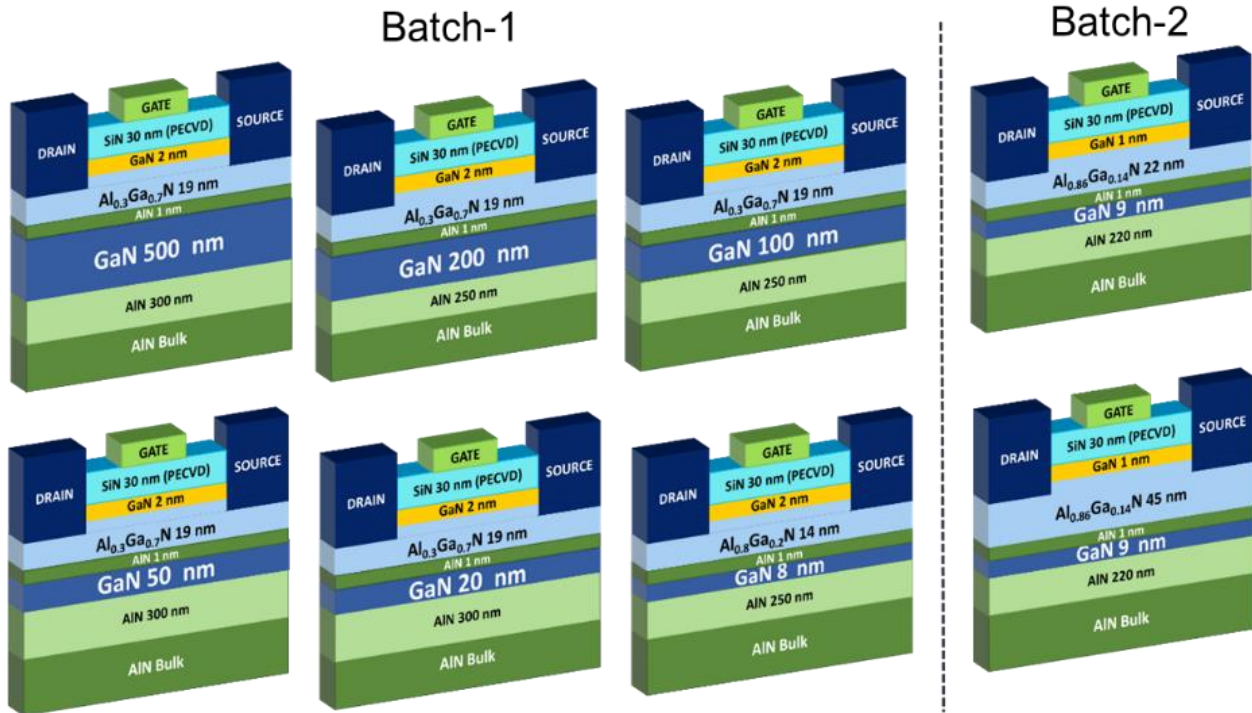 Batch-1
Batch-2
DRAIN
GATE
SOURCE
SiN 30 nm (PECVD)
GaN 2 nm
Al0.3Ga0.7N 19 nm
AlN 1 nm
GaN 500 nm
AlN 300 nm
AlN Bulk
DRAIN
GATE
SOURCE
SiN 30 nm (PECVD)
GaN 2 nm
Al0.3Ga0.7N 19 nm
AlN 1 nm
GaN 200 nm
AlN 250 nm
AlN Bulk
DRAIN
GATE
SOURCE
SiN 30 nm (PECVD)
GaN 2 nm
Al0.3Ga0.7N 19 nm
AlN 1 nm
GaN 100 nm
AlN 250 nm
AlN Bulk
DRAIN
GATE
SOURCE
SiN 30 nm (PECVD)
GaN 1 nm
Al0.86Ga0.14N 22 nm
AlN 1 nm
GaN 9 nm
AlN 220 nm
AlN Bulk
DRAIN
GATE
SOURCE
SiN 30 nm (PECVD)
GaN 2 nm
Al0.3Ga0.7N 19 nm
AlN 1 nm
GaN 50 nm
AlN 300 nm
AlN Bulk
DRAIN
GATE
SOURCE
SiN 30 nm (PECVD)
GaN 2 nm
Al0.3Ga0.7N 19 nm
AlN 1 nm
GaN 20 nm
AlN 300 nm
AlN Bulk
DRAIN
GATE
SOURCE
SiN 30 nm (PECVD)
GaN 2 nm
Al0.8Ga0.2N 14 nm
AlN 1 nm
GaN 8 nm
AlN 250 nm
AlN Bulk
DRAIN
GATE
SOURCE
SiN 30 nm (PECVD)
GaN 1 nm
Al0.86Ga0.14N 45 nm
AlN 1 nm
GaN 9 nm
AlN 220 nm
AlN Bulk